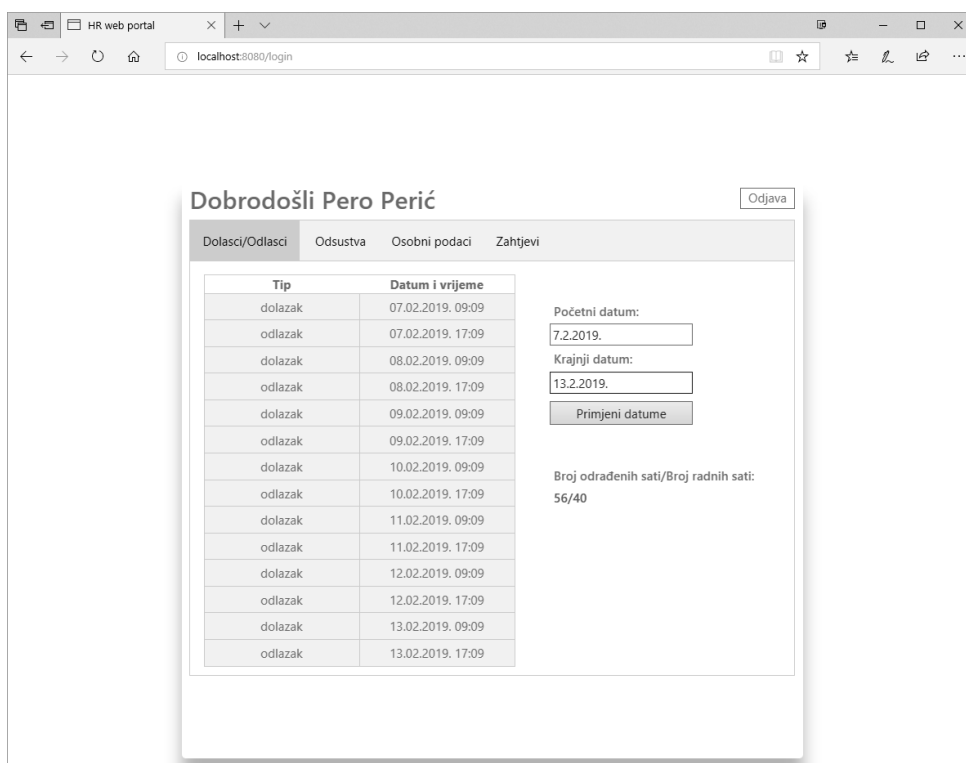 HR web portal
localhost:8080/login
Dobrodošli Pero Perić
Odjava
Dolasci/Odlasci Odsustva Osobni podaci Zahtjevi
Tip Datum i vrijeme
dolazak 07.02.2019. 09:09
odlazak 07.02.2019. 17:09
dolazak 08.02.2019. 09:09
odlazak 08.02.2019. 17:09
dolazak 09.02.2019. 09:09
odlazak 09.02.2019. 17:09
dolazak 10.02.2019. 09:09
odlazak 10.02.2019. 17:09
dolazak 11.02.2019. 09:09
odlazak 11.02.2019. 17:09
dolazak 12.02.2019. 09:09
odlazak 12.02.2019. 17:09
dolazak 13.02.2019. 09:09
odlazak 13.02.2019. 17:09
Početni datum:
7.2.2019.
Krajnji datum:
13.2.2019.
Primjeni datume
Broj odrađenih sati/Broj radnih sati:
56/40